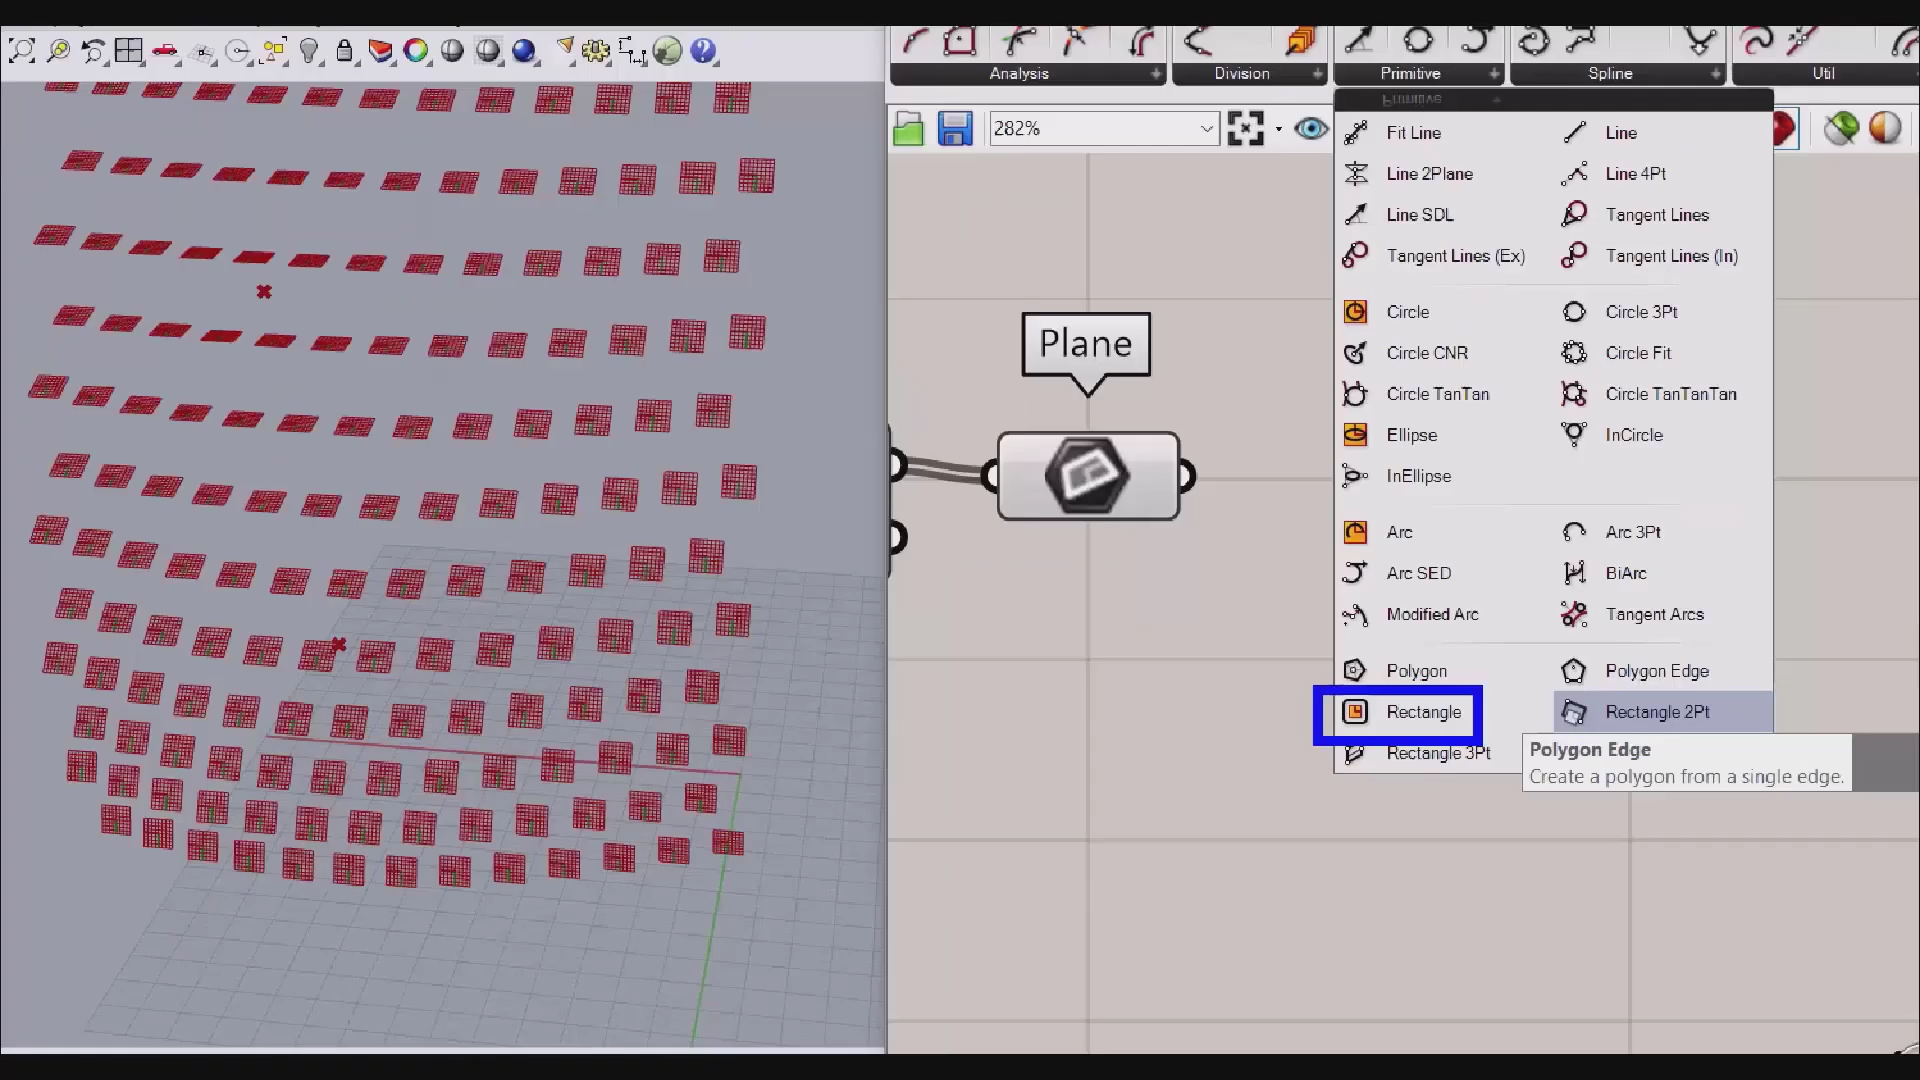 Analysis
Division
Primitive
Spline
Util
282%
Primitive
Fit Line
Line
Line 2Plane
Line 4Pt
Line SDL
Tangent Lines
Tangent Lines (Ex)
Tangent Lines (In)
Circle
Circle 3Pt
Circle CNR
Circle Fit
Circle TanTan
Circle TanTanTan
Ellipse
InCircle
InEllipse
Arc
Arc 3Pt
Arc SED
BiArc
Modified Arc
Tangent Arcs
Polygon
Polygon Edge
Rectangle
Rectangle 2Pt
Rectangle 3Pt
Polygon Edge
Create a polygon from a single edge.
Plane